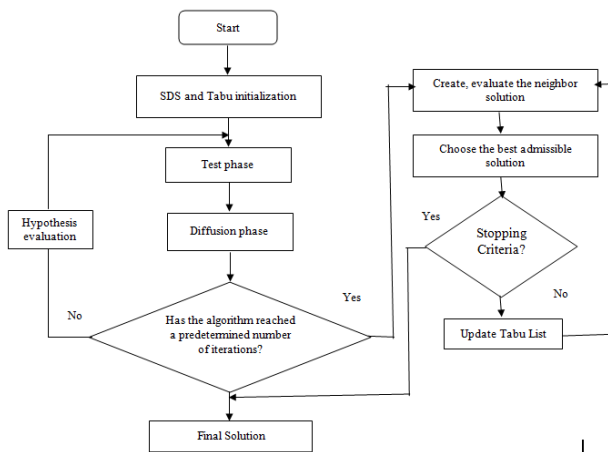 Start
SDS and Tabu initialization
Test phase
Diffusion phase
Hypothesis
evaluation
No
Has the algorithm reached
a predetermined number
of iterations?
Yes
Final Solution
Create, evaluate the neighbor
solution
Choose the best admissible
solution
Yes
Stopping
Criteria?
No
Update Tabu List